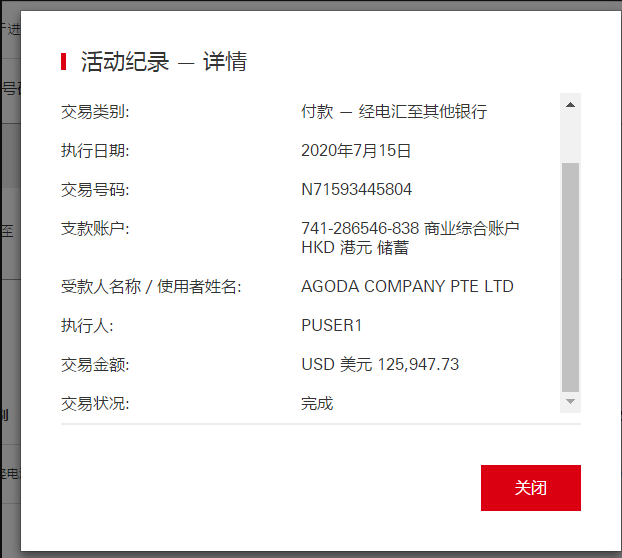 活动纪录 — 详情
交易类别: 付款 — 经电汇至其他银行
执行日期: 2020年7月15日
交易号码: N71593445804
支款账户: 741-286546-838 商业综合账户
HKD 港元 储蓄
受款人名称 / 使用者姓名: AGODA COMPANY PTE LTD
执行人: PUSER1
交易金额: USD 美元 125,947.73
交易状况: 完成
关闭